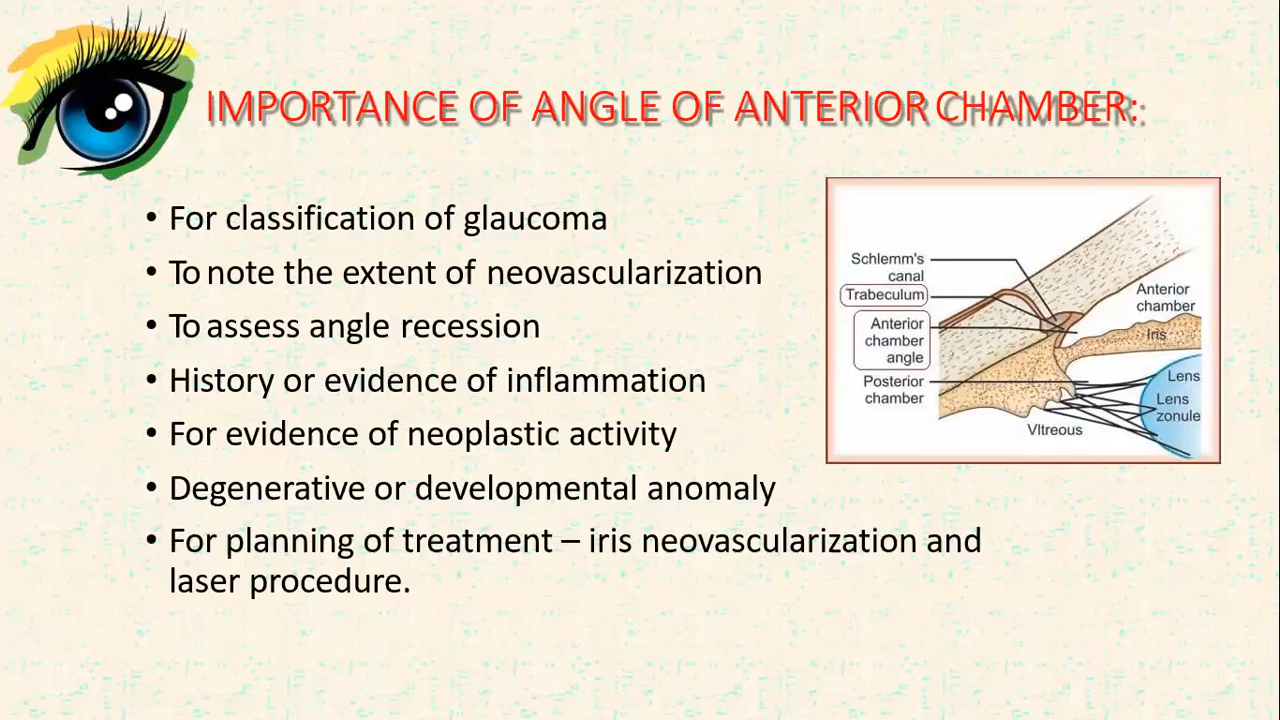 IMPORTANCE OF ANGLE OF ANTERIOR CHAMBER:
• For classification of glaucoma
• To note the extent of neovascularization
• To assess angle recession
• History or evidence of inflammation
• For evidence of neoplastic activity
• Degenerative or developmental anomaly
• For planning of treatment – iris neovascularization and
laser procedure.
Schlemm's
canal
Trabeculum
Anterior
chamber
angle
Posterior
chamber
VItreous
Anterior
chamber
Iris
Lens
Lens
zonule